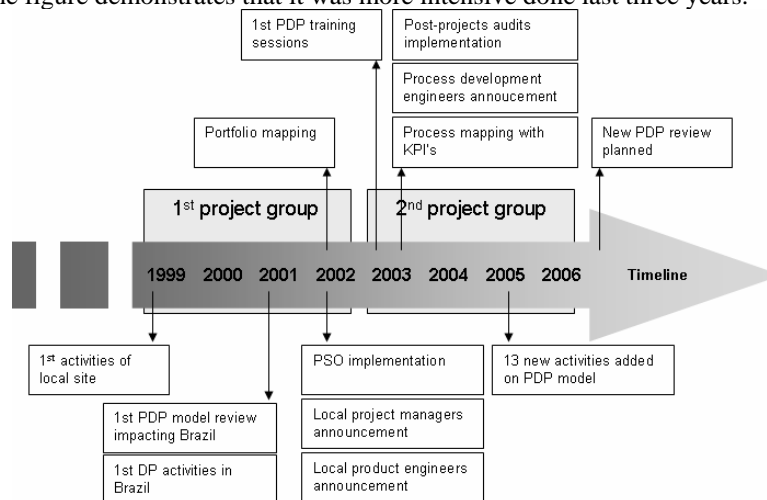 figure demonstrates that it was more intensive done last three years.
1st PDP training
sessions
Post-projects audits
implementation
Process development
engineers annoucement
Portfolio mapping
Process mapping with
KPI's
New PDP review
planned
1st project group
2nd project group
1999 2000 2001 2002 2003 2004 2005 2006 Timeline
1st activities of
local site
PSO implementation
13 new activities added
on PDP model
1st PDP model review
impacting Brazil
Local project managers
announcement
1st DP activities in
Brazil
Local product engineers
announcement